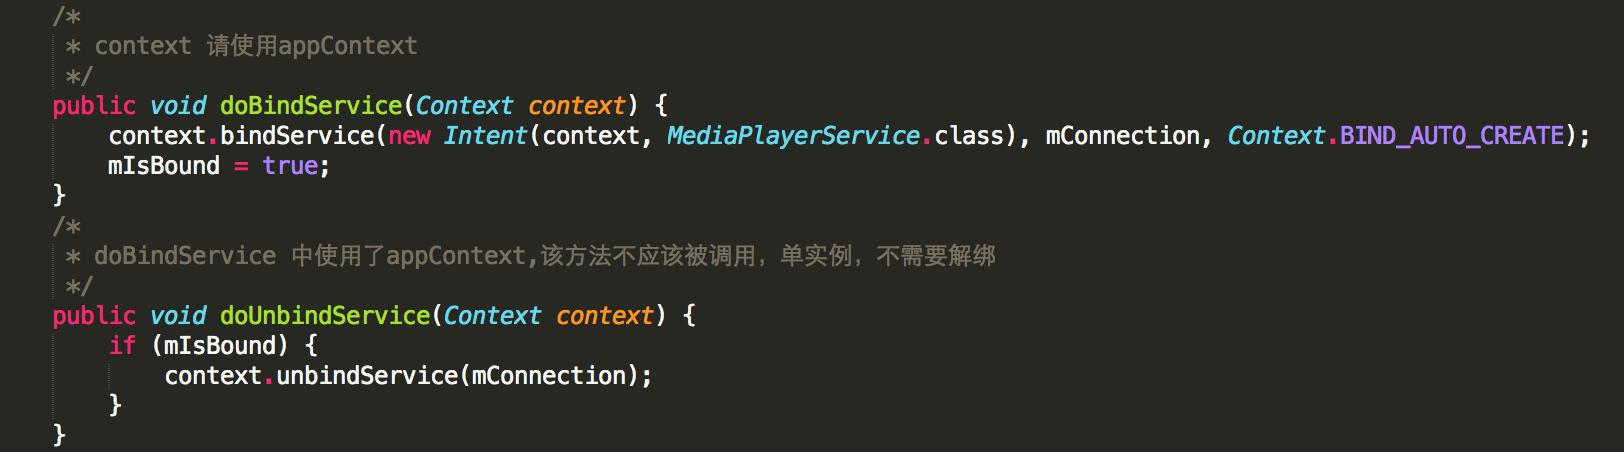 /*
 * context 请使用appContext
 */
public void doBindService(Context context) {
    context.bindService(new Intent(context, MediaPlayerService.class), mConnection, Context.BIND_AUTO_CREATE);
    mIsBound = true;
}
/*
 * doBindService 中使用了appContext,该方法不应该被调用，单实例，不需要解绑
 */
public void doUnbindService(Context context) {
    if (mIsBound) {
        context.unbindService(mConnection);
    }
}